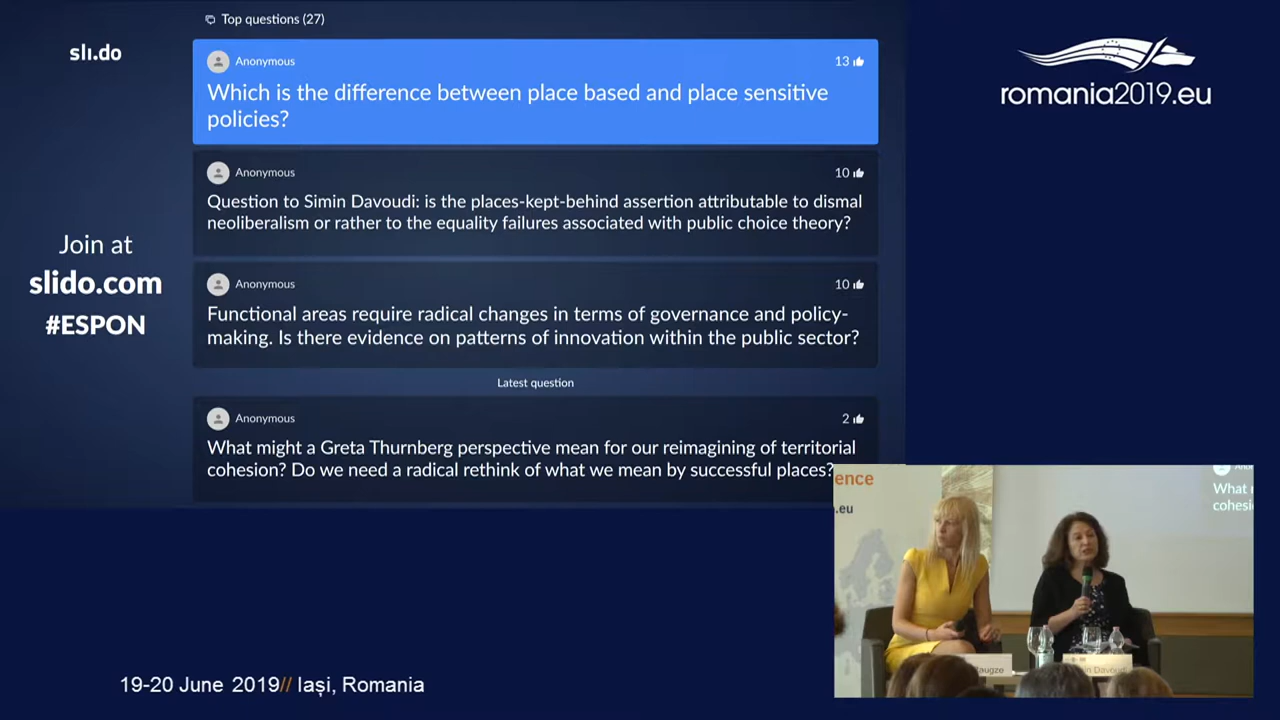 Top questions (27)
sli.do
Anonymous
13
Which is the difference between place based and place sensitive
policies?
Anonymous
10
Question to Simin Davoudi: is the places-kept-behind assertion attributable to dismal
neoliberalism or rather to the equality failures associated with public choice theory?
Anonymous
10
Functional areas require radical changes in terms of governance and policy-
making. Is there evidence on patterns of innovation within the public sector?
Latest question
Anonymous
2
What might a Greta Thurnberg perspective mean for our reimagining of territorial
cohesion? Do we need a radical rethink of what we mean by successful places?
Join at
slido.com
#ESPON
romania2019.eu
ence
.eu
What
cohesi
Davoudi
19-20 June 2019// Iași, Romania